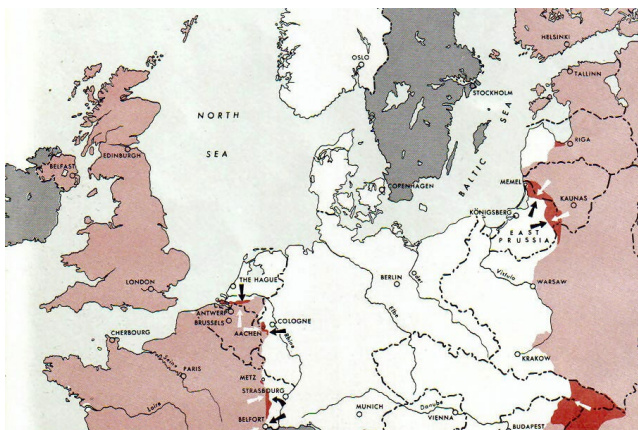 HELSINKI
OSLO
TALLINN
STOCKHOLM
NORTH
SEA
BALTIC SEA
RIGA
EDINBURGH
BELFAST
MEMEL
COPENHAGEN
KAUNAS
KÖNIGSBERG
EAST
PRUSSIA
THE HAGUE
BERLIN
Oder
Vistula
LONDON
WARSAW
ANTWERP
BRUSSELS
COLOGNE
Elbe
Rhine
CHERBOURG
AACHEN
Seine
PARIS
KRAKOW
METZ
STRASBOURG
Loire
MUNICH
Danube
VIENNA
BELFORT
BUDAPEST